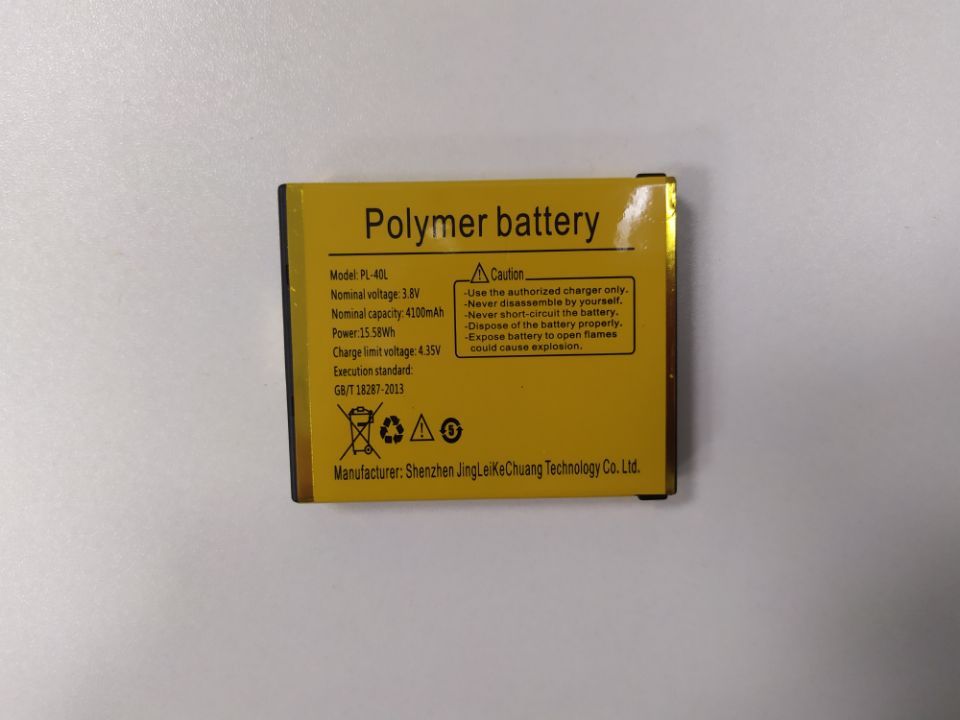 Polymer battery
Model: PL-40L
Nominal voltage: 3.8V
Nominal capacity: 4100mAh
Power:15.58Wh
Charge limit voltage: 4.35V
Execution standard:
GB/T 18287-2013
Caution
-Use the authorized charger only.
-Never disassemble by yourself.
-Never short-circuit the battery.
-Dispose of the battery properly.
-Expose battery to open flames
could cause explosion.
Manufacturer: Shenzhen JingLeiKeChuang Technology Co. Ltd.